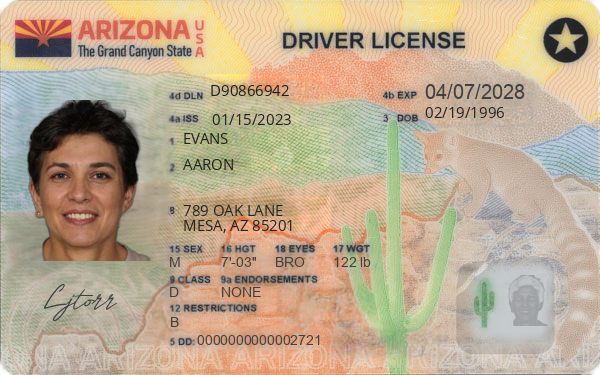 ARIZONA USA
The Grand Canyon State
DRIVER LICENSE
4d DLN D90866942
4b EXP 04/07/2028
4a ISS 01/15/2023
3 DOB 02/19/1996
1 EVANS
2 AARON
8 789 OAK LANE
MESA, AZ 85201
15 SEX 16 HGT 18 EYES 17 WGT
M 7'-03" BRO 122 lb
9 CLASS 9a ENDORSEMENTS
D NONE
12 RESTRICTIONS
B
Ljtorr
5 DD: 0000000000002721
ARIZONA ARIZONA ARIZONA ARIZONA